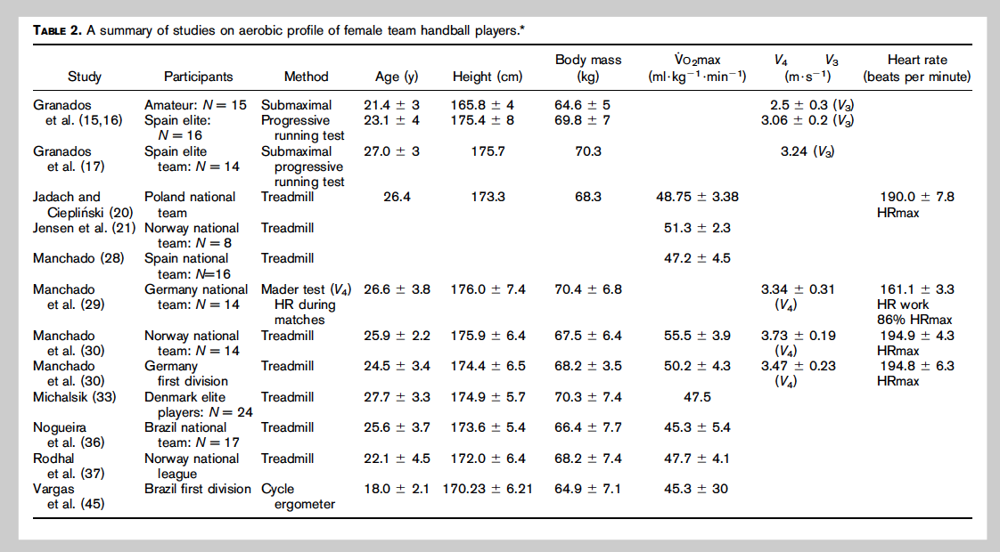 TABLE 2. A summary of studies on aerobic profile of female team handball players.*
Body mass V̇O2max V4 V3 Heart rate
Study Participants Method Age (y) Height (cm) (kg) (ml·kg−1·min−1) (m·s−1) (beats per minute)
Granados Amateur: N = 15 Submaximal 21.4 ± 3 165.8 ± 4 64.6 ± 5 2.5 ± 0.3 (V3)
et al. (15,16) Spain elite: Progressive 23.1 ± 4 175.4 ± 8 69.8 ± 7 3.06 ± 0.2 (V3)
N = 16 running test
Granados Spain elite Submaximal 27.0 ± 3 175.7 70.3 3.24 (V3)
et al. (17) team: N = 14 progressive
running test
Jadach and Poland national Treadmill 26.4 173.3 68.3 48.75 ± 3.38 190.0 ± 7.8
Ciepliński (20) team HRmax
Jensen et al. (21) Norway national Treadmill 51.3 ± 2.3
team: N = 8
Manchado (28) Spain national Treadmill 47.2 ± 4.5
team: N=16
Manchado Germany national Mader test (V4) 26.6 ± 3.8 176.0 ± 7.4 70.4 ± 6.8 3.34 ± 0.31 161.1 ± 3.3
et al. (29) team: N = 14 HR during (V4) HR work
matches 86% HRmax
Manchado Norway national Treadmill 25.9 ± 2.2 175.9 ± 6.4 67.5 ± 6.4 55.5 ± 3.9 3.73 ± 0.19 194.9 ± 4.3
et al. (30) team: N = 14 (V4) HRmax
Manchado Germany Treadmill 24.5 ± 3.4 174.4 ± 6.5 68.2 ± 3.5 50.2 ± 4.3 3.47 ± 0.23 194.8 ± 6.3
et al. (30) first division (V4) HRmax
Michalsik (33) Denmark elite Treadmill 27.7 ± 3.3 174.9 ± 5.7 70.3 ± 7.4 47.5
players: N = 24
Nogueira Brazil national Treadmill 25.6 ± 3.7 173.6 ± 5.4 66.4 ± 7.7 45.3 ± 5.4
et al. (36) team: N = 17
Rodhal Norway national Treadmill 22.1 ± 4.5 172.0 ± 6.4 68.2 ± 7.4 47.7 ± 4.1
et al. (37) league
Vargas Brazil first division Cycle 18.0 ± 2.1 170.23 ± 6.21 64.9 ± 7.1 45.3 ± 30
et al. (45) ergometer